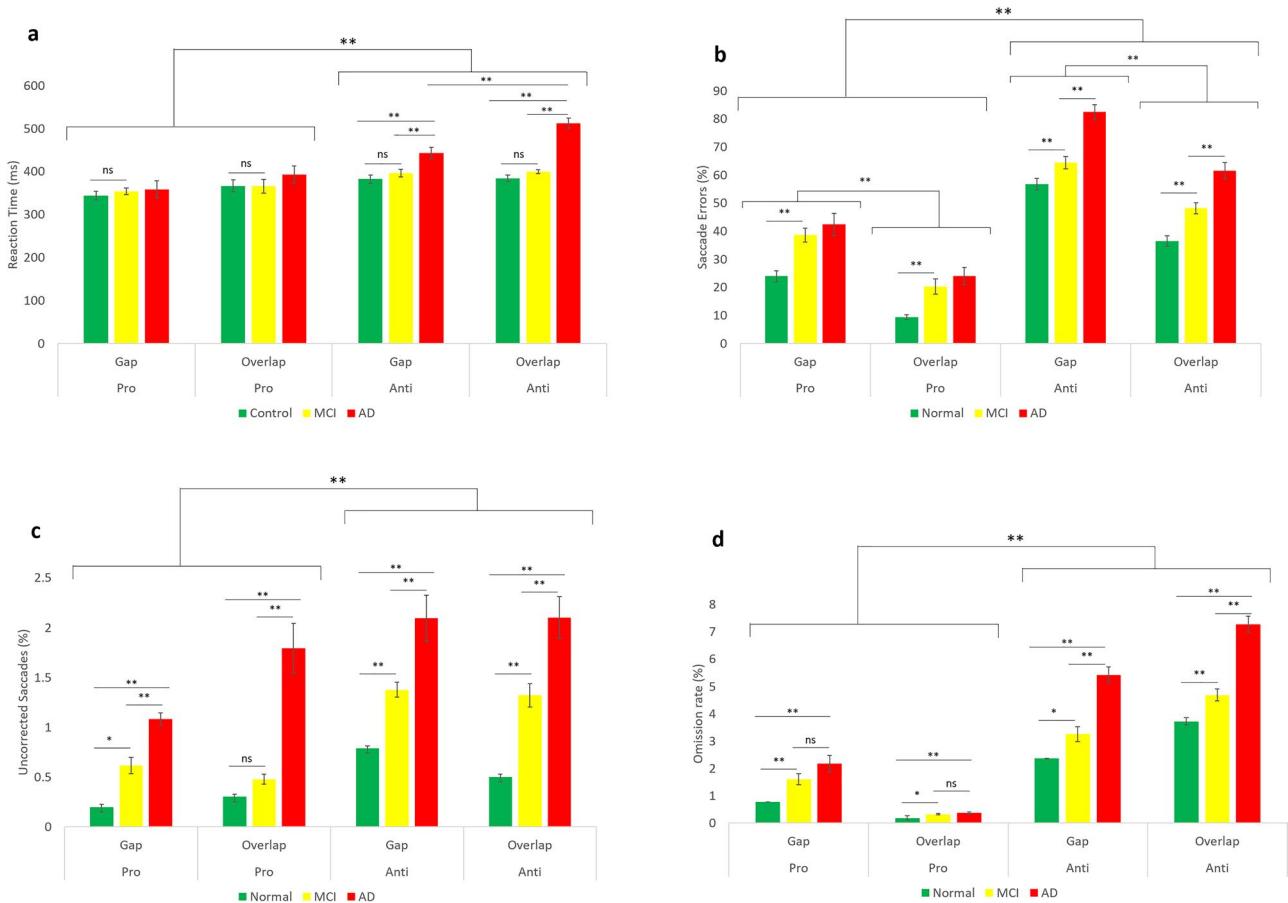 a
**
**
**
**
**
**
ns
ns
ns
ns
Reaction Time (ms)
600
500
400
300
200
100
0
Gap Overlap Gap Overlap
Pro Pro Anti Anti
Control MCI AD
b
**
**
**
**
**
**
**
**
**
Saccade Errors (%)
90
80
70
60
50
40
30
20
10
0
Gap Overlap Gap Overlap
Pro Pro Anti Anti
Normal MCI AD
c
**
**
**
**
**
**
**
**
**
**
**
*
ns
Uncorrected Saccades (%)
2.5
2
1.5
1
0.5
0
Gap Overlap Gap Overlap
Pro Pro Anti Anti
Normal MCI AD
d
**
**
**
**
**
**
*
**
ns
**
**
ns
*
Omission rate (%)
8
7
6
5
4
3
2
1
0
Gap Overlap Gap Overlap
Pro Pro Anti Anti
Normal MCI AD